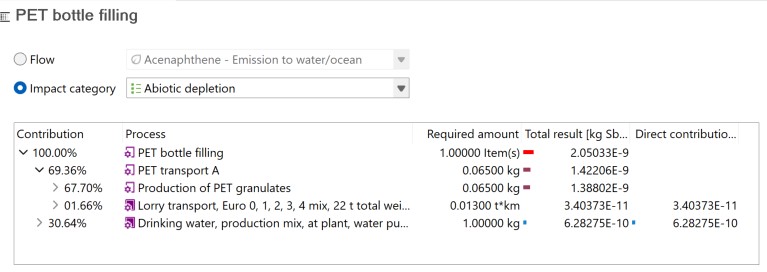 PET bottle filling
Flow Acenaphthene - Emission to water/ocean
Impact category Abiotic depletion
Contribution Process Required amount Total result [kg Sb... Direct contributio...
100.00% PET bottle filling 1.00000 Item(s) 2.05033E-9
69.36% PET transport A 0.06500 kg 1.42206E-9
67.70% Production of PET granulates 0.06500 kg 1.38802E-9
01.66% Lorry transport, Euro 0, 1, 2, 3, 4 mix, 22 t total wei... 0.01300 t*km 3.40373E-11 3.40373E-11
30.64% Drinking water, production mix, at plant, water pu... 1.00000 kg 6.28275E-10 6.28275E-10